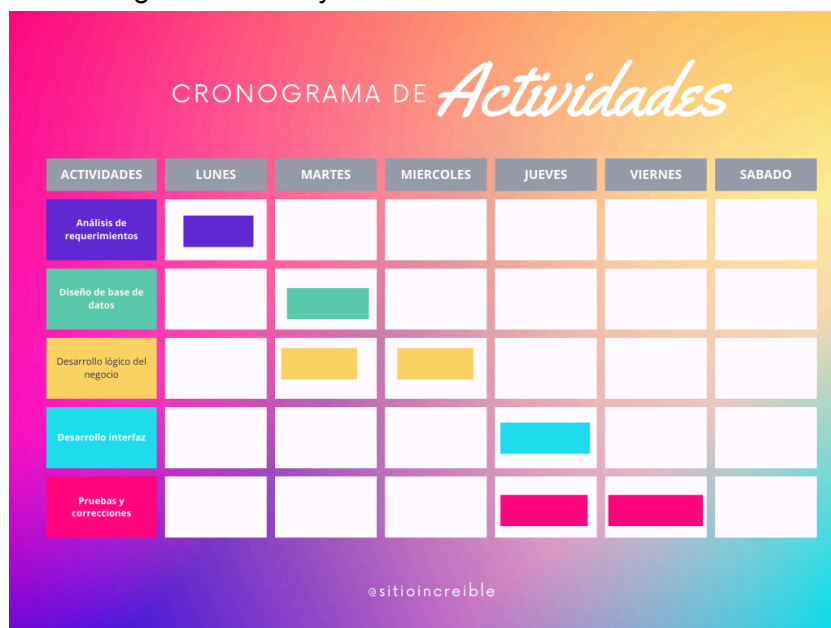 CRONOGRAMA DE Actividades
ACTIVIDADES LUNES MARTES MIERCOLES JUEVES VIERNES SABADO
Análisis de
requerimientos
Diseño de base de
datos
Desarrollo lógico del
negocio
Desarrollo interfaz
Pruebas y
correcciones
@sitioincreible